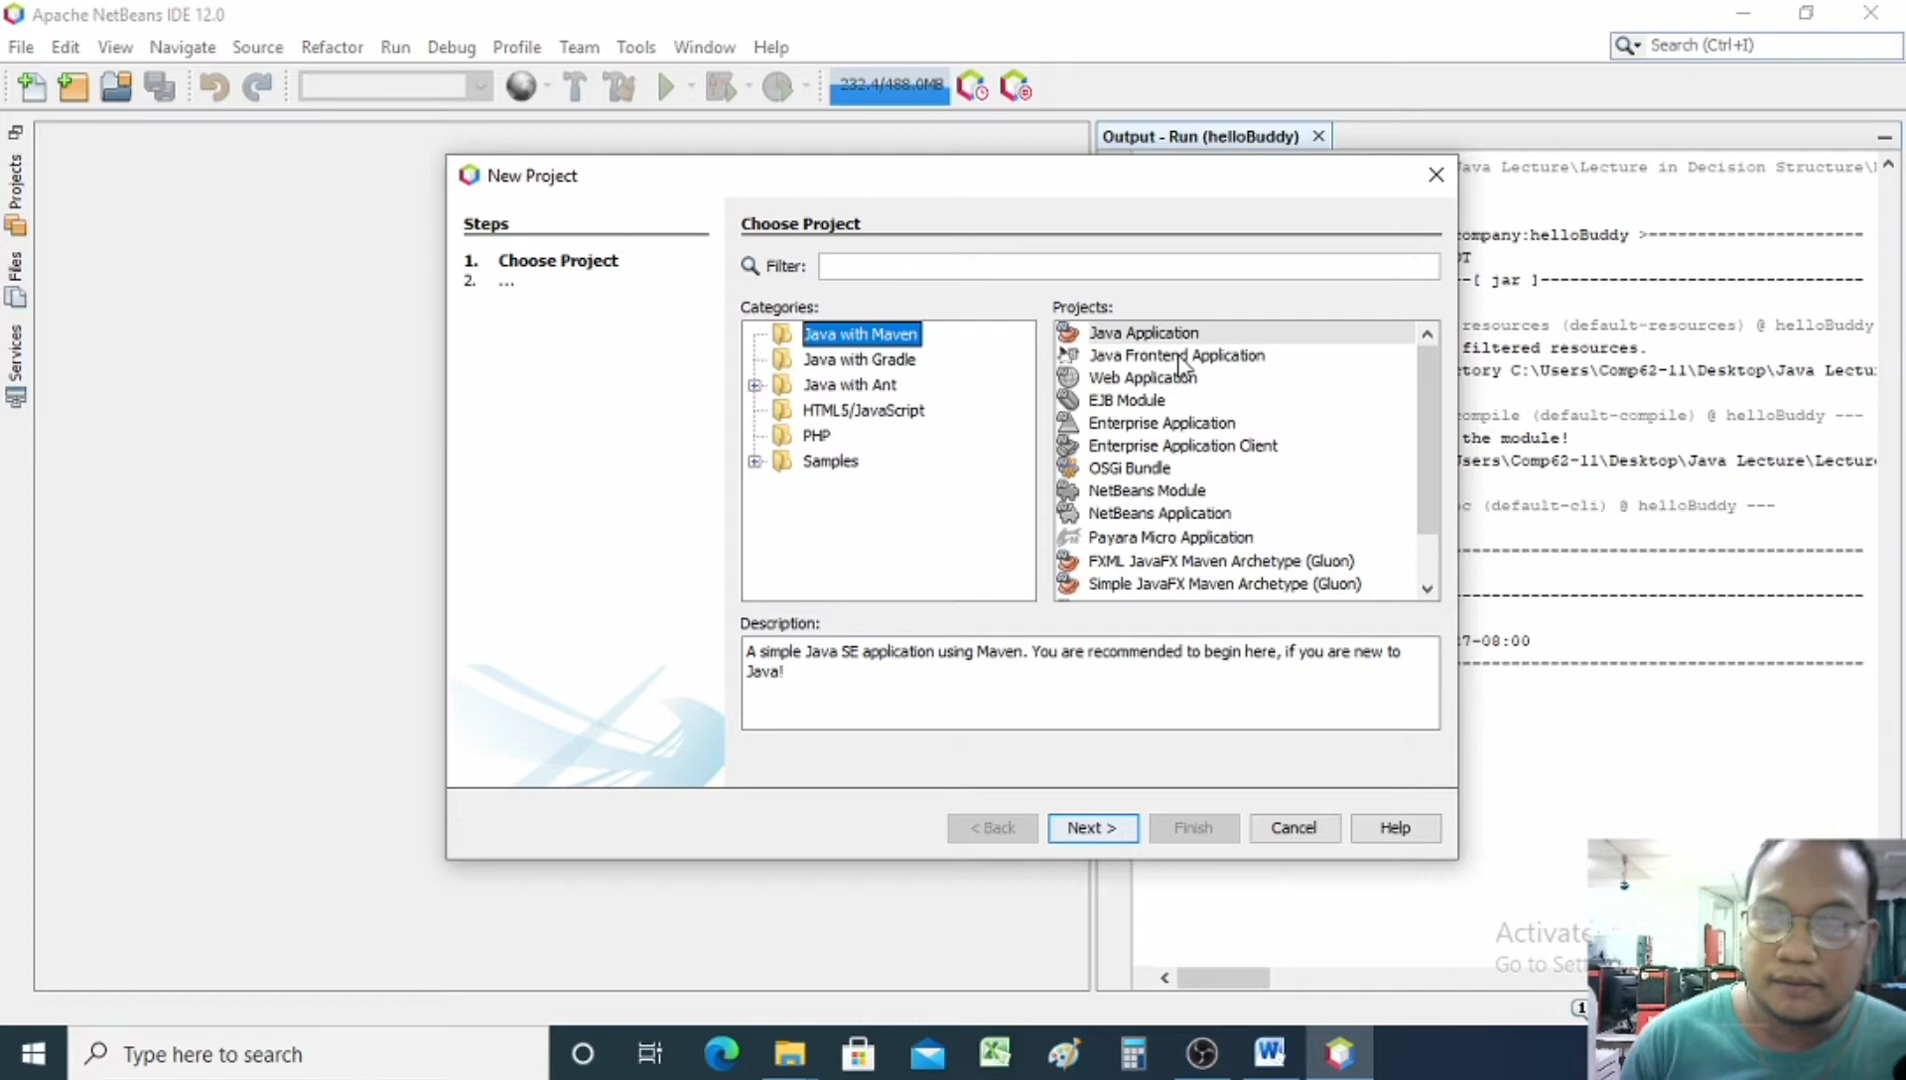 Apache NetBeans IDE 12.0
File Edit View Navigate Source Refactor Run Debug Profile Team Tools Window Help
Search (Ctrl+I)
232.4/488.0MB
Projects
Files
Services
Output - Run (helloBuddy)
New Project
Steps
1. Choose Project
2. ...
Choose Project
Filter:
Categories:
Java with Maven
Java with Gradle
Java with Ant
HTML5/JavaScript
PHP
Samples
Projects:
Java Application
Java Frontend Application
Web Application
EJB Module
Enterprise Application
Enterprise Application Client
OSGi Bundle
NetBeans Module
NetBeans Application
Payara Micro Application
FXML JavaFX Maven Archetype (Gluon)
Simple JavaFX Maven Archetype (Gluon)
Description:
A simple Java SE application using Maven. You are recommended to begin here, if you are new to
Java!
< Back Next > Finish Cancel Help
ava Lecture\Lecture in Decision Structure\
ompany:helloBuddy >-----------------------
--[ jar ]---------------------------------
resources (default-resources) @ helloBuddy
filtered resources.
tory C:\Users\Comp62-11\Desktop\Java Lectu
compile (default-compile) @ helloBuddy ---
the module!
sers\Comp62-11\Desktop\Java Lecture\Lectur
(default-cli) @ helloBuddy ---
-08:00
Activate
Go to Set
1
Type here to search